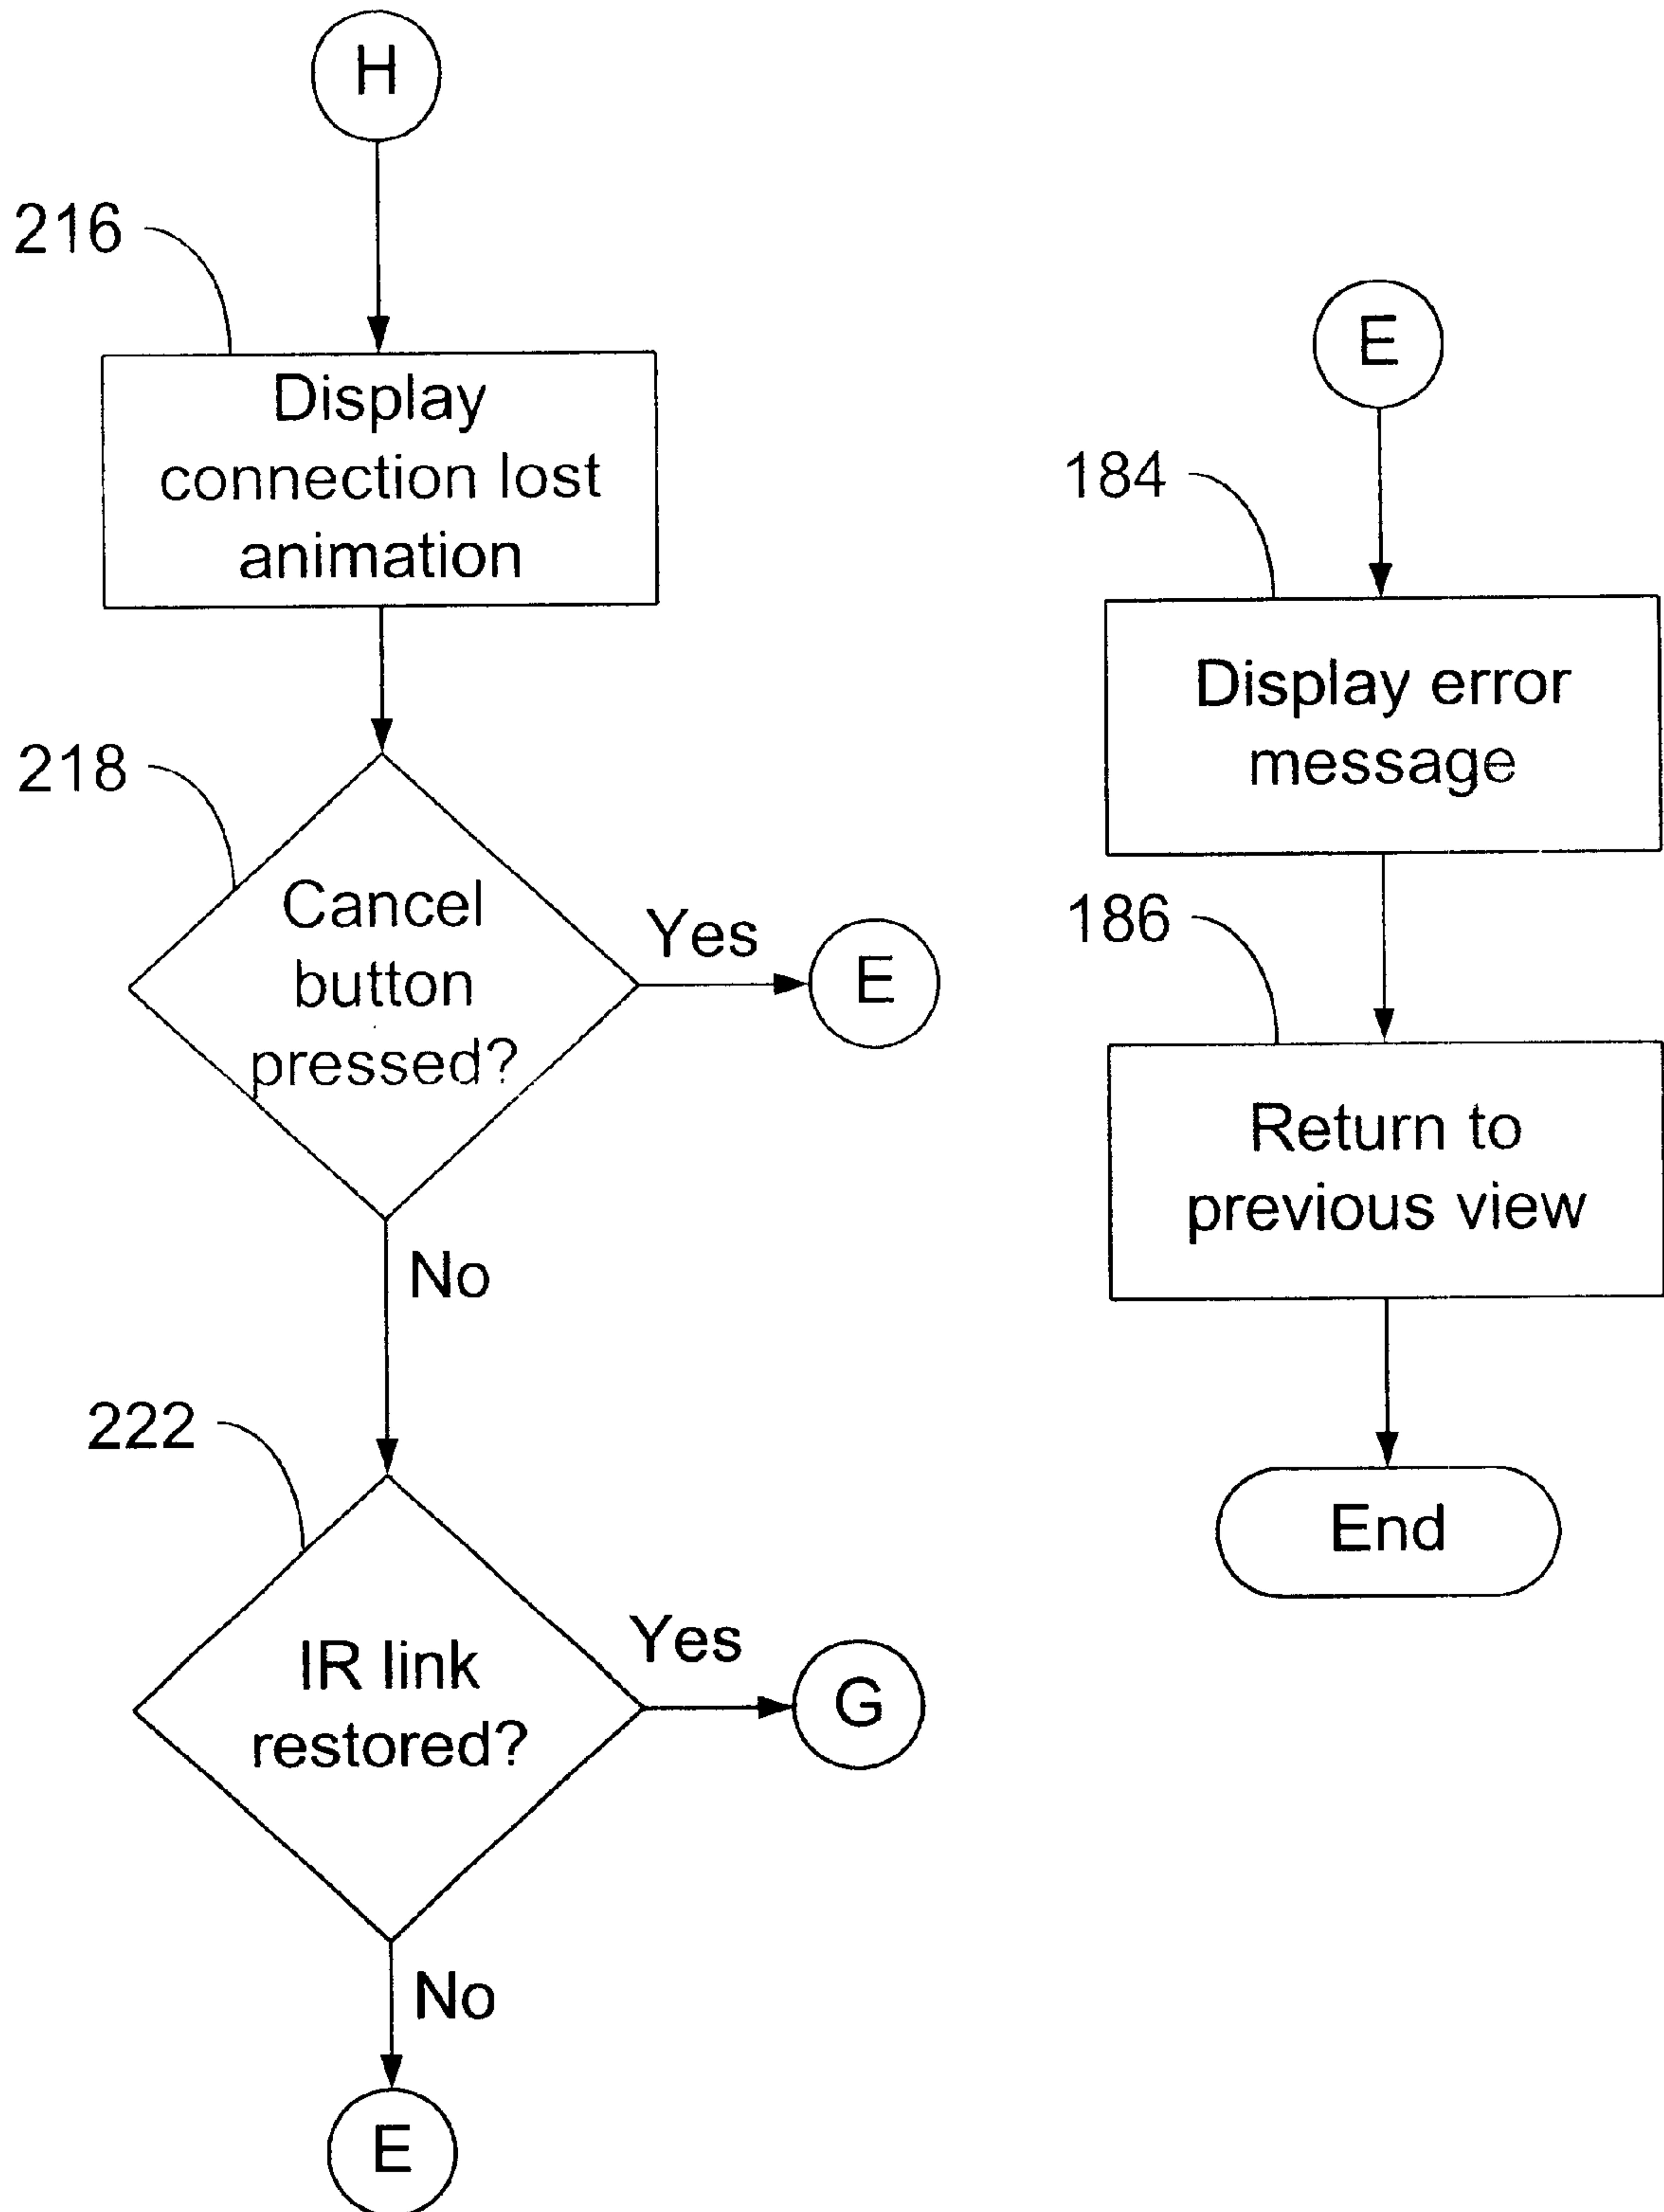 H
216
Display
connection lost
animation
218
Cancel
button
pressed?
Yes
E
No
222
IR link
restored?
Yes
G
No
E
E
184
Display error
message
186
Return to
previous view
End